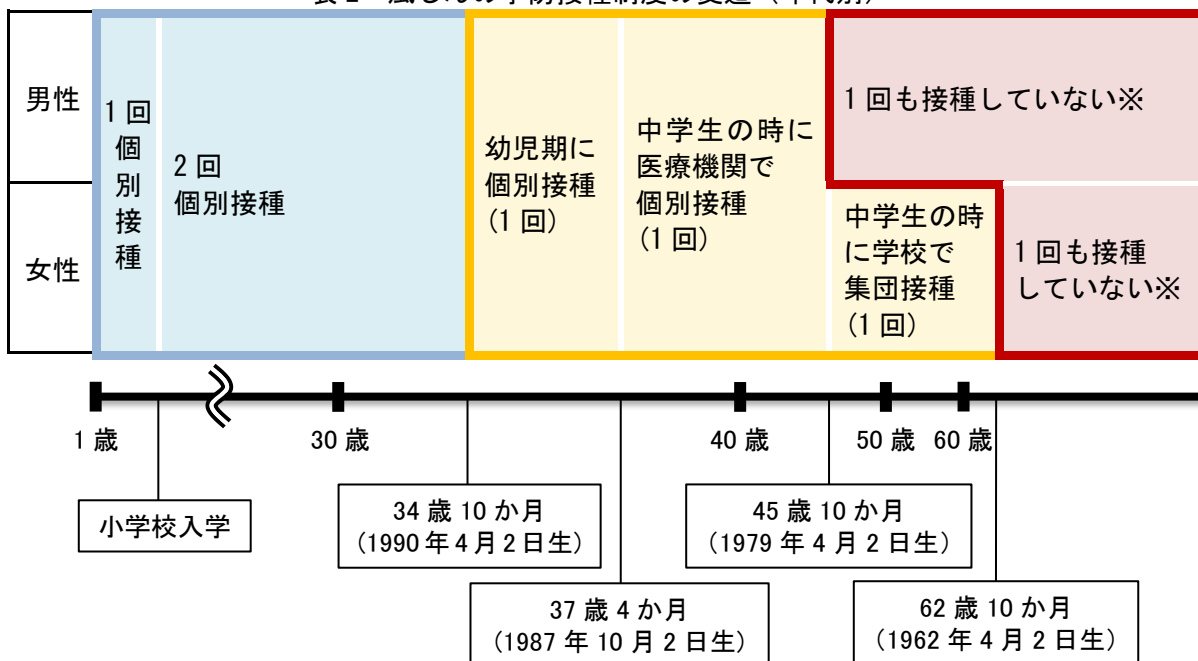 男性
1回
個
別
接
種
2回
個別接種
幼児期に
個別接種
(1回)
中学生の時に
医療機関で
個別接種
(1回)
1回も接種していない※
女性
中学生の時
に学校で
集団接種
(1回)
1回も接種
していない※
1歳
30歳
40歳
50歳
60歳
小学校入学
34歳10か月
(1990年4月2日生)
45歳10か月
(1979年4月2日生)
37歳4か月
(1987年10月2日生)
62歳10か月
(1962年4月2日生)